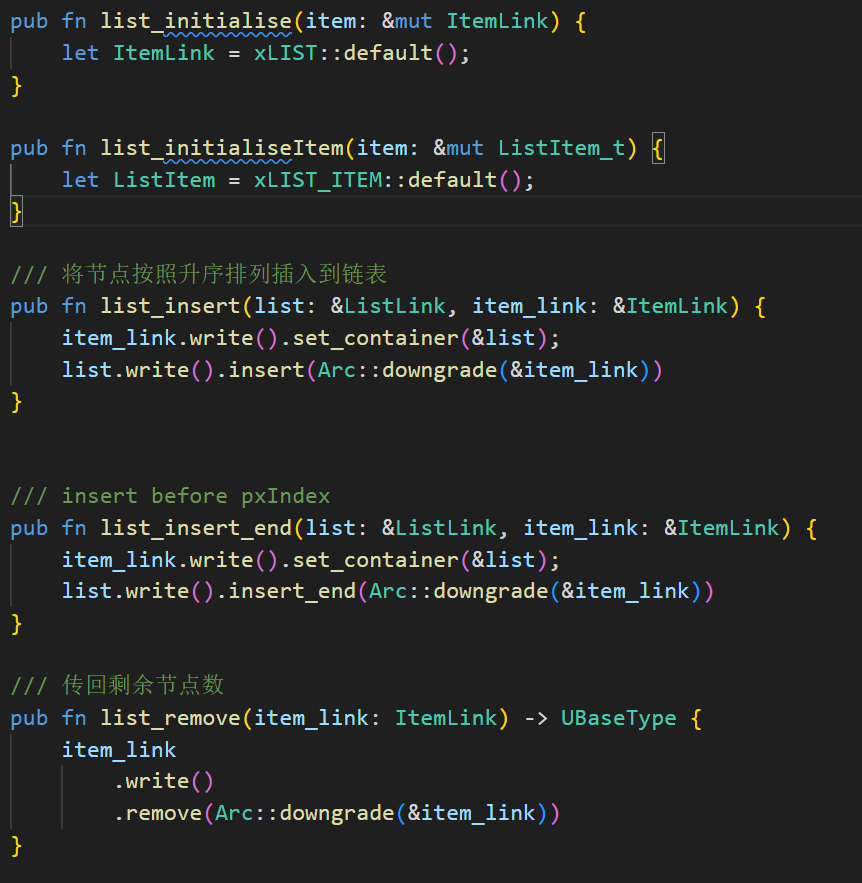 pub fn list_initialise(item: &mut ItemLink) {
    let ItemLink = xLIST::default();
}
pub fn list_initialiseItem(item: &mut ListItem_t) {
    let ListItem = xLIST_ITEM::default();
}
/// 将节点按照升序排列插入到链表
pub fn list_insert(list: &ListLink, item_link: &ItemLink) {
    item_link.write().set_container(&list);
    list.write().insert(Arc::downgrade(&item_link))
}
/// insert before pxIndex
pub fn list_insert_end(list: &ListLink, item_link: &ItemLink) {
    item_link.write().set_container(&list);
    list.write().insert_end(Arc::downgrade(&item_link))
}
/// 传回剩余节点数
pub fn list_remove(item_link: ItemLink) -> UBaseType {
    item_link
        .write()
        .remove(Arc::downgrade(&item_link))
}